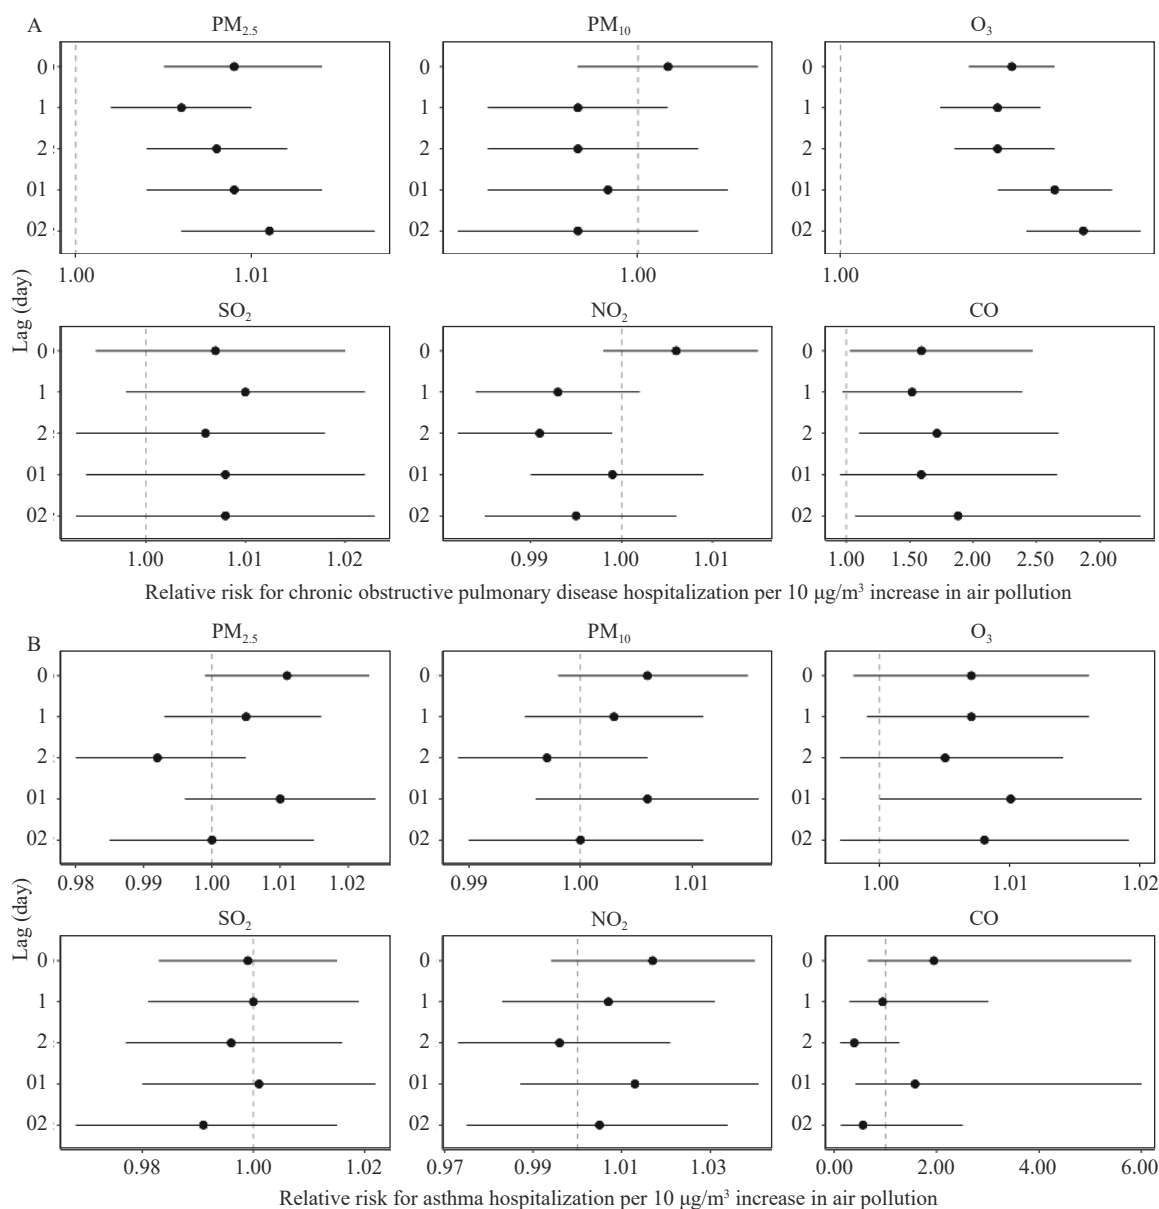 A
PM2.5 PM10 O3
0 0 0
1 1 1
2 2 2
01 01 01
02 02 02
1.00 1.01 1.00 1.00
Lag (day)
SO2 NO2 CO
0 0 0
1 1 1
2 2 2
01 01 01
02 02 02
1.00 1.01 1.02 0.99 1.00 1.01 1.00 1.50 2.00 2.50 2.00
Relative risk for chronic obstructive pulmonary disease hospitalization per 10 μg/m³ increase in air pollution
B
PM2.5 PM10 O3
0 0 0
1 1 1
2 2 2
01 01 01
02 02 02
0.98 0.99 1.00 1.01 1.02 0.99 1.00 1.01 1.00 1.01 1.02
Lag (day)
SO2 NO2 CO
0 0 0
1 1 1
2 2 2
01 01 01
02 02 02
0.98 1.00 1.02 0.97 0.99 1.01 1.03 0.00 2.00 4.00 6.00
Relative risk for asthma hospitalization per 10 μg/m³ increase in air pollution